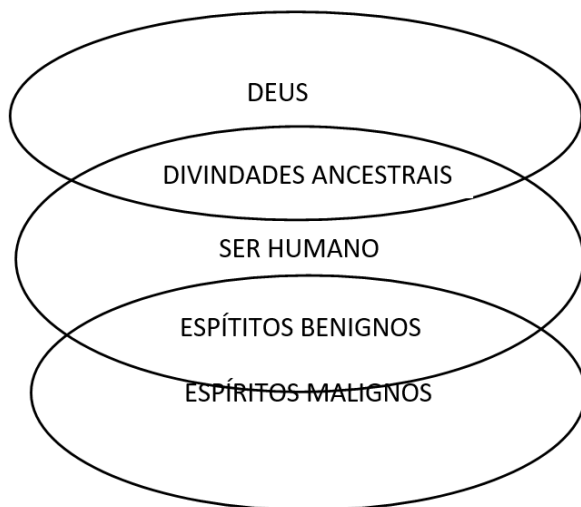 DEUS
DIVINDADES ANCESTRAIS
SER HUMANO
ESPÍTITOS BENIGNOS
ESPÍRITOS MALIGNOS